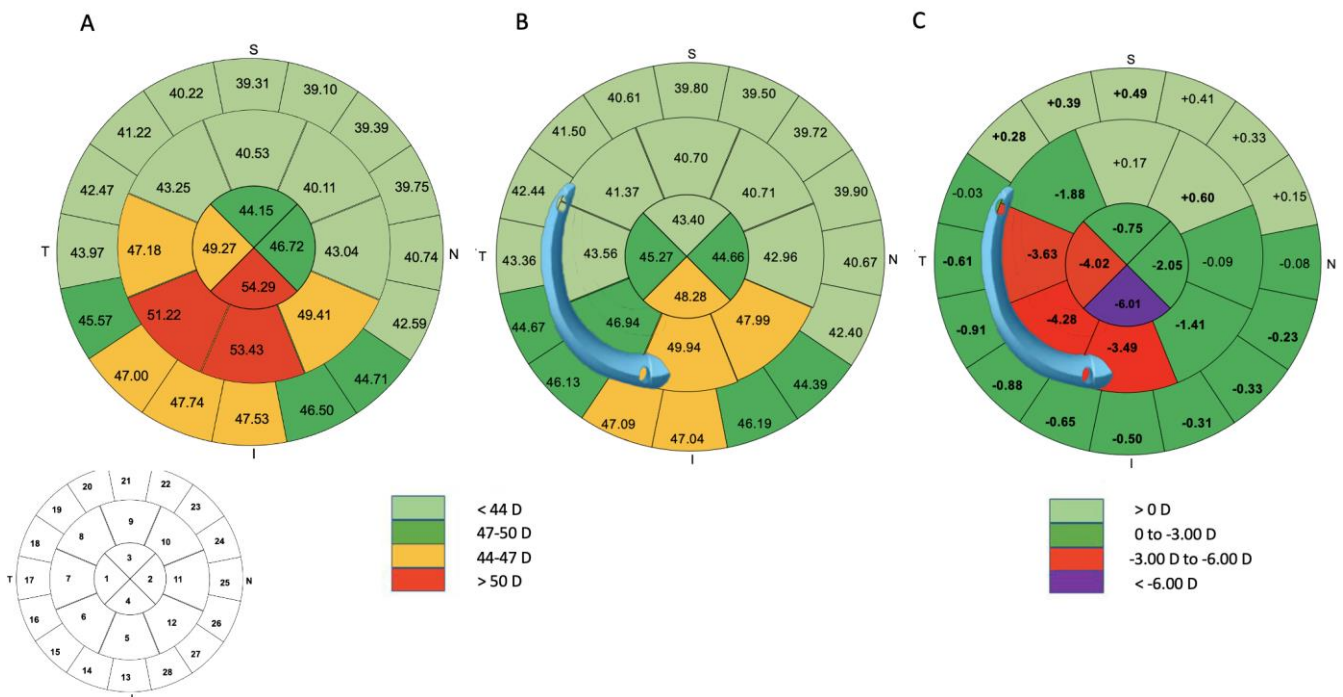 A
S
40.22 39.31 39.10
41.22 39.39
42.47 39.75
43.25 40.53 40.11
44.15
T 43.97 47.18 49.27 46.72 43.04 40.74 N
54.29
45.57 51.22 53.43 49.41 42.59
47.00 44.71
47.74 47.53 46.50
I
B
S
40.61 39.80 39.50
41.50 39.72
42.44 39.90
41.37 40.70 40.71
43.40
T 43.36 43.56 45.27 44.66 42.96 40.67 N
48.28
44.67 46.94 49.94 47.99 42.40
46.13 44.39
47.09 47.04 46.19
I
C
S
+0.39 +0.49 +0.41
+0.28 +0.33
-0.03 +0.15
-1.88 +0.17 +0.60
-0.75
T -0.61 -3.63 -4.02 -2.05 -0.09 -0.08 N
-6.01
-0.91 -4.28 -3.49 -1.41 -0.23
-0.88 -0.33
-0.65 -0.50 -0.31
I
20 21 22
19 23
18 24
8 9 10
3
T 17 7 1 2 11 25 N
4
16 6 5 12 26
15 27
14 13 28
< 44 D
47-50 D
44-47 D
> 50 D
> 0 D
0 to -3.00 D
-3.00 D to -6.00 D
< -6.00 D